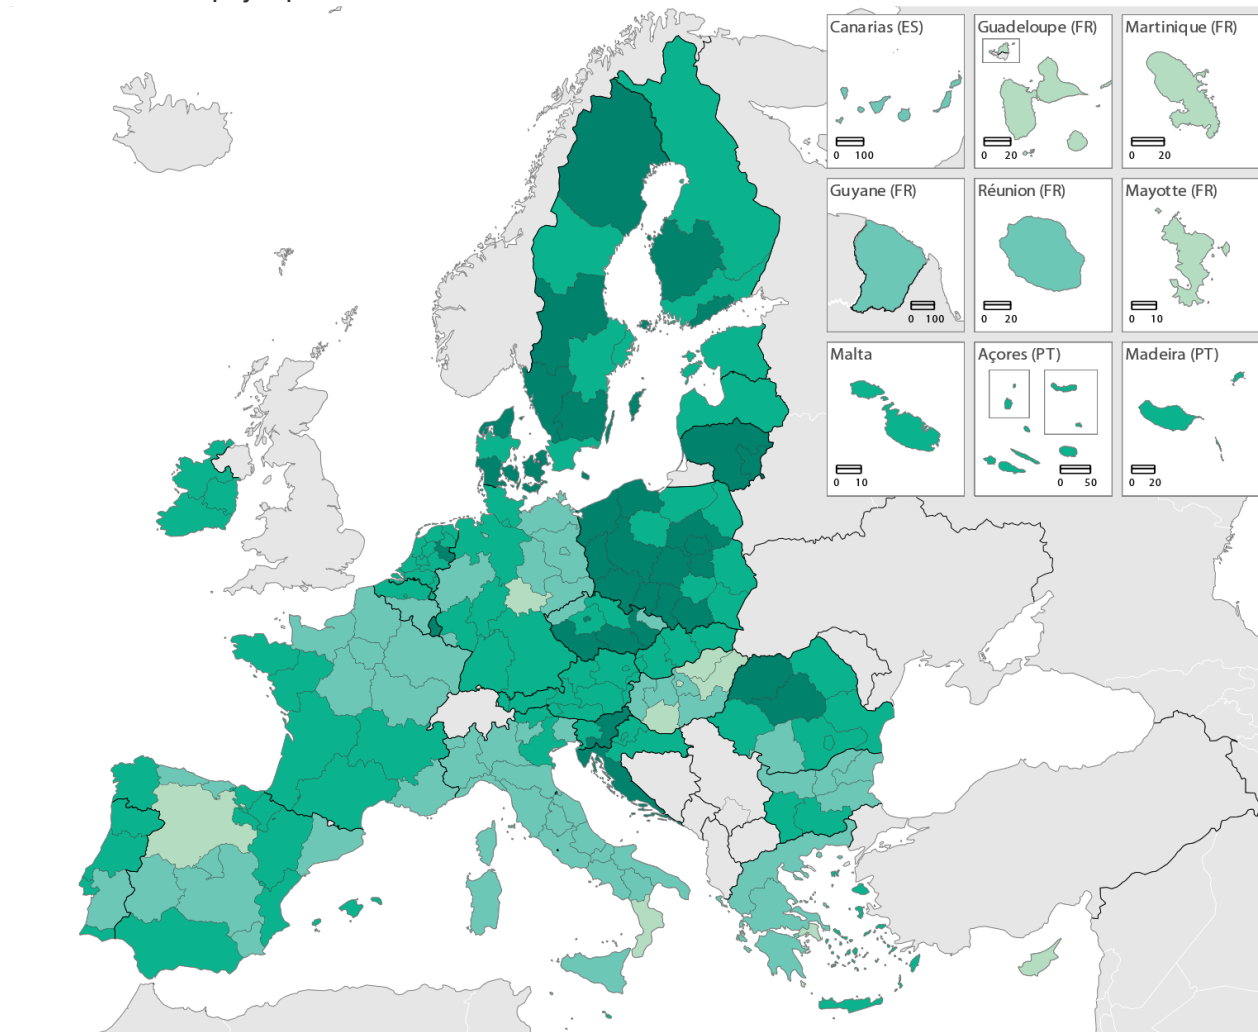 Canarias (ES)
0 100
Guadeloupe (FR)
0 20
Martinique (FR)
0 20
Guyane (FR)
0 100
Réunion (FR)
0 20
Mayotte (FR)
0 10
Malta
0 10
Açores (PT)
0 50
Madeira (PT)
0 20